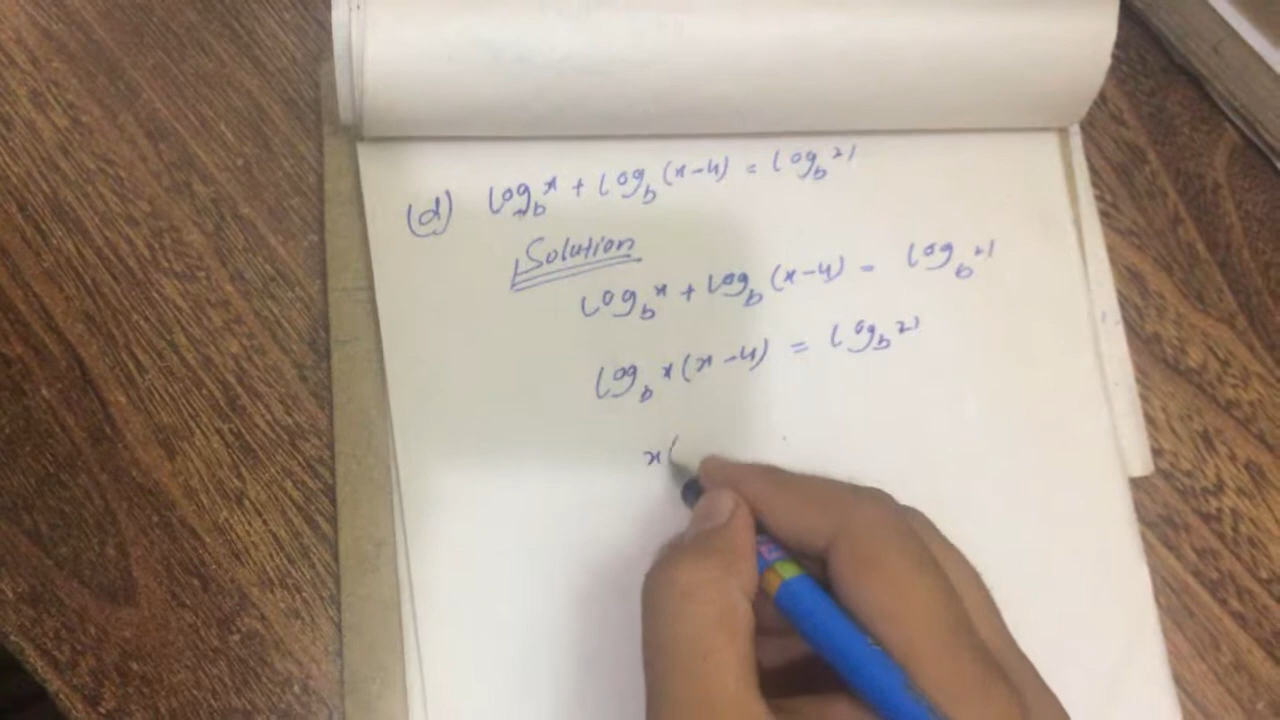 (d) log_b x + log_b (x-4) = log_b 21
Solution
log_b x + log_b (x-4) = log_b 21
log_b x(x-4) = log_b 21
x(